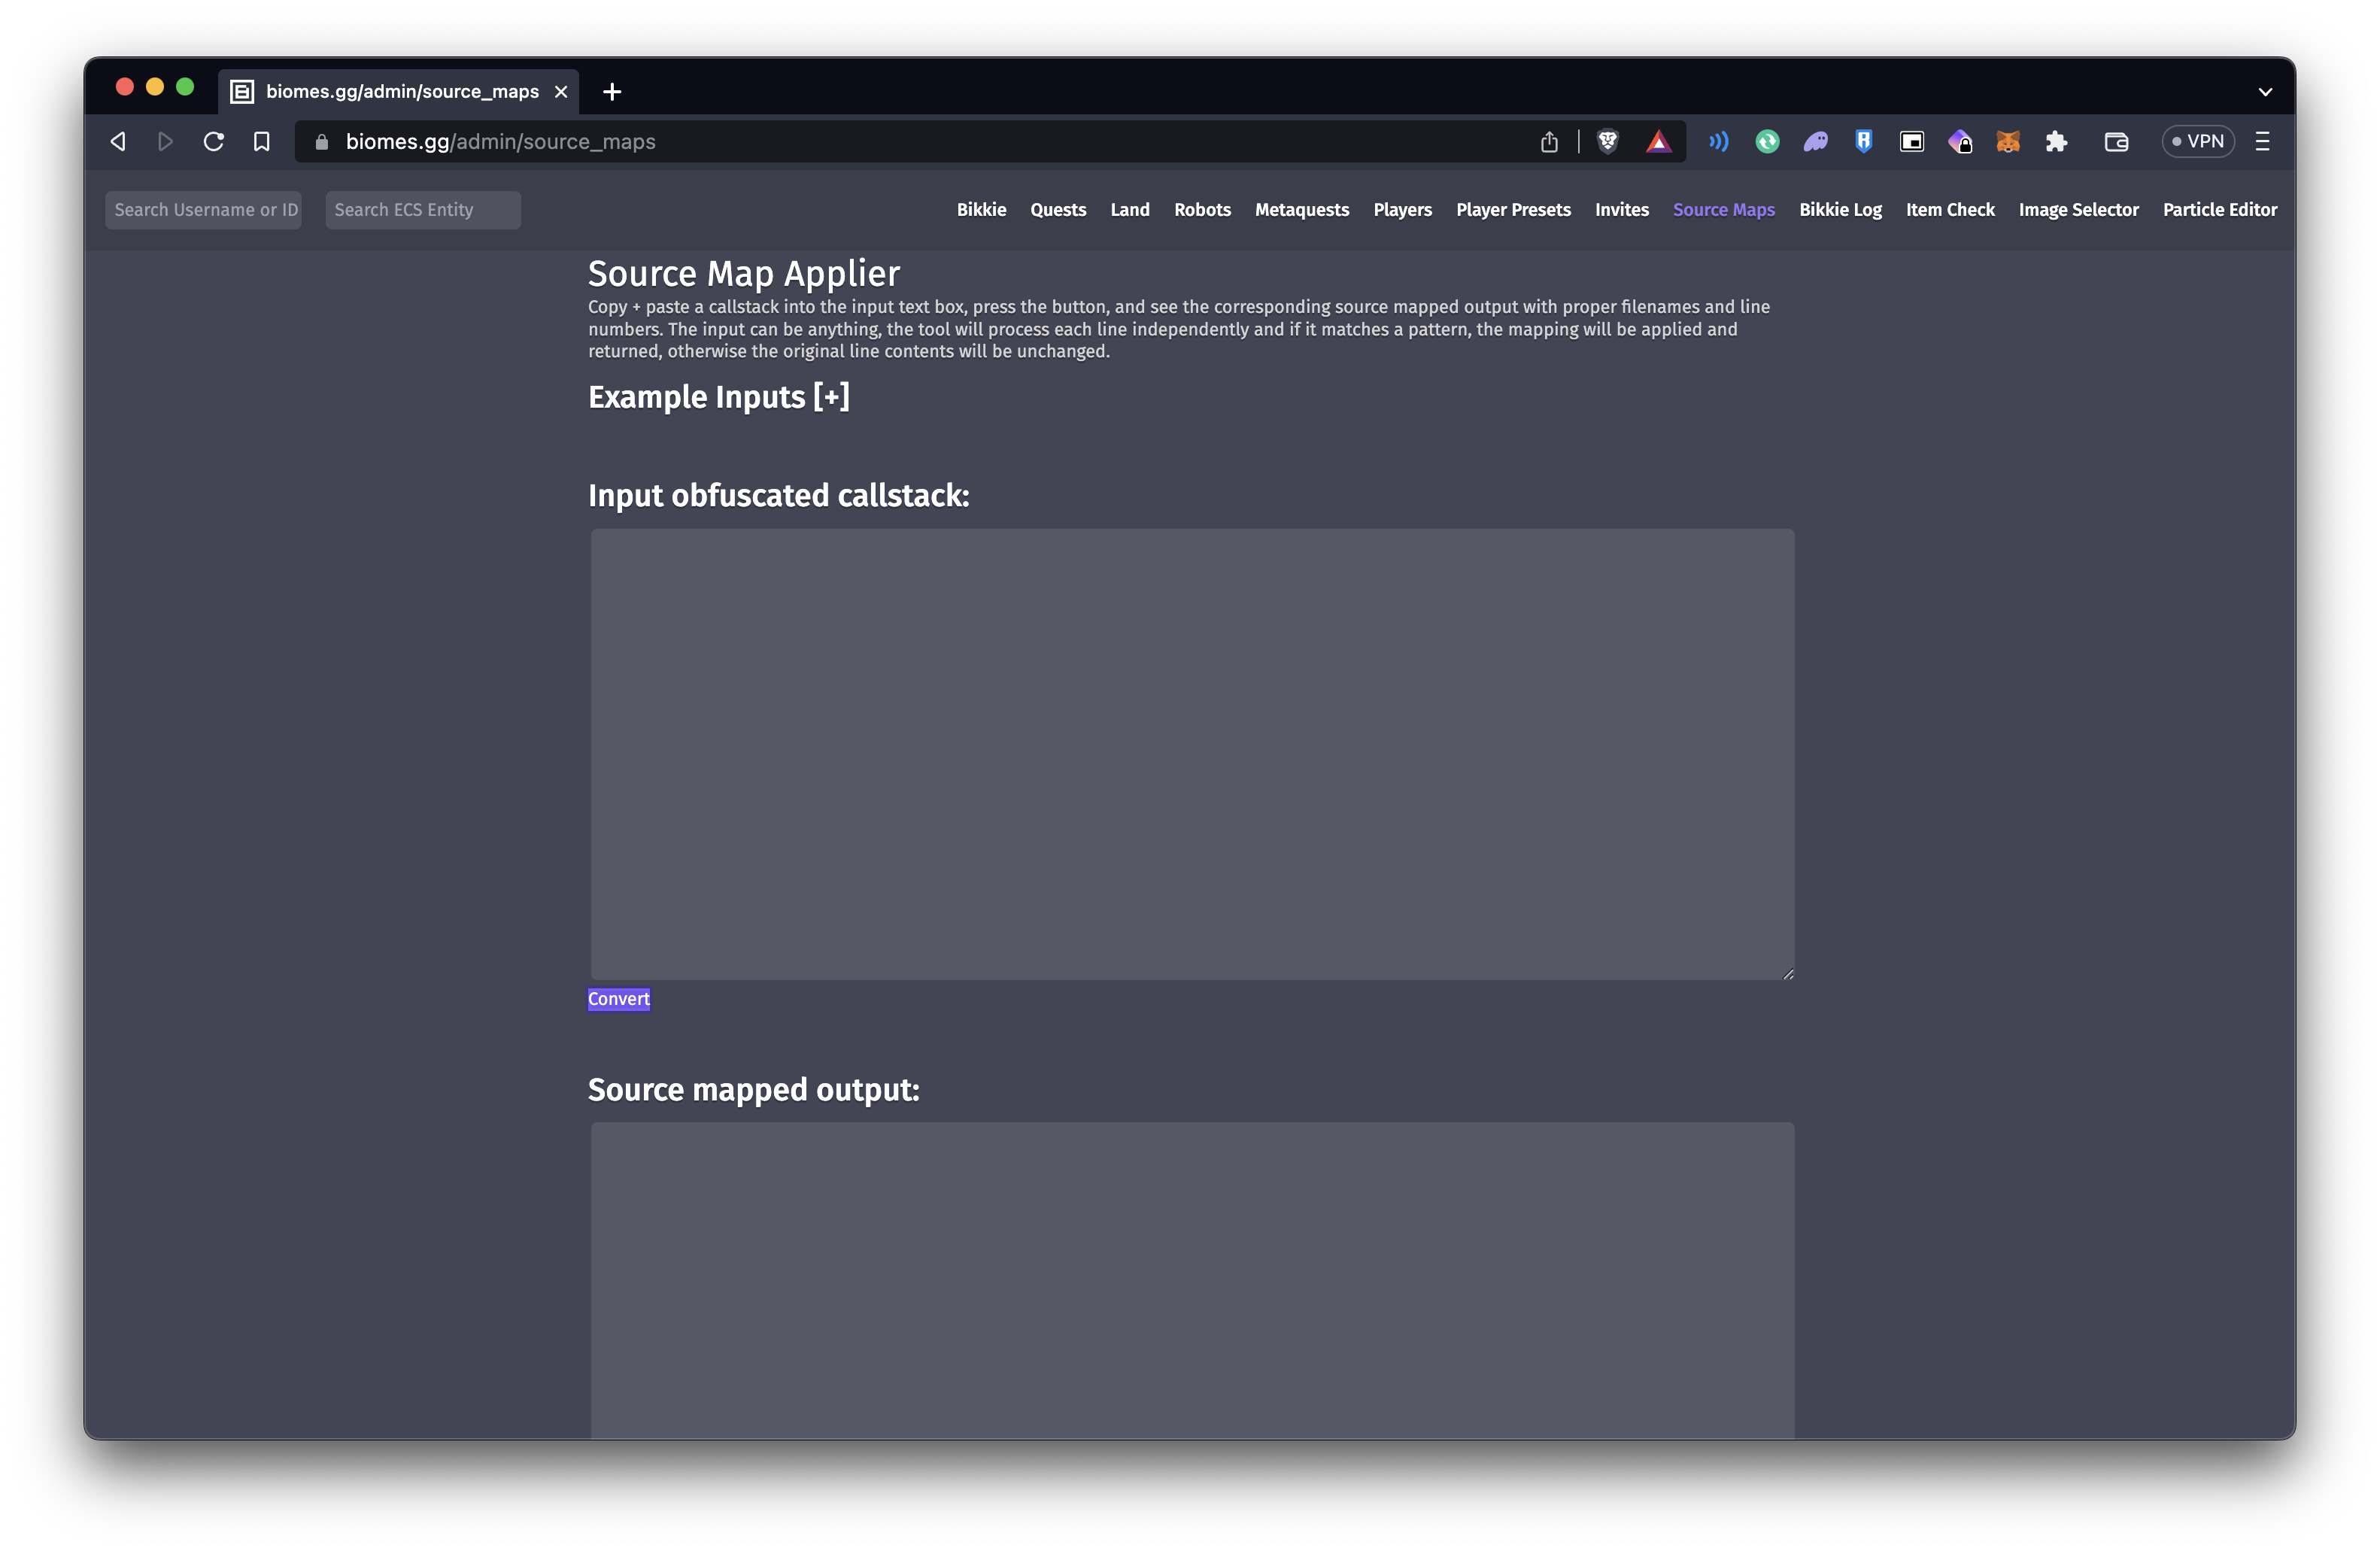 biomes.gg/admin/source_maps
biomes.gg/admin/source_maps
VPN
Search Username or ID
Search ECS Entity
Bikkie Quests Land Robots Metaquests Players Player Presets Invites Source Maps Bikkie Log Item Check Image Selector Particle Editor
Source Map Applier
Copy + paste a callstack into the input text box, press the button, and see the corresponding source mapped output with proper filenames and line
numbers. The input can be anything, the tool will process each line independently and if it matches a pattern, the mapping will be applied and
returned, otherwise the original line contents will be unchanged.
Example Inputs [+]
Input obfuscated callstack:
Convert
Source mapped output: